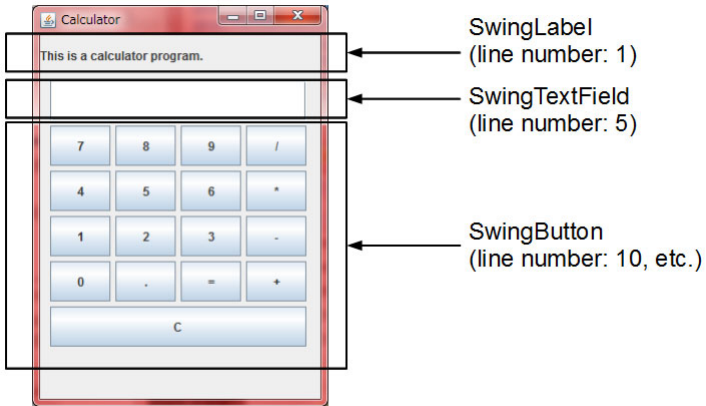 Calculator
This is a calculator program.
7 8 9 /
4 5 6 *
1 2 3 -
0 . = +
C
SwingLabel
(line number: 1)
SwingTextField
(line number: 5)
SwingButton
(line number: 10, etc.)